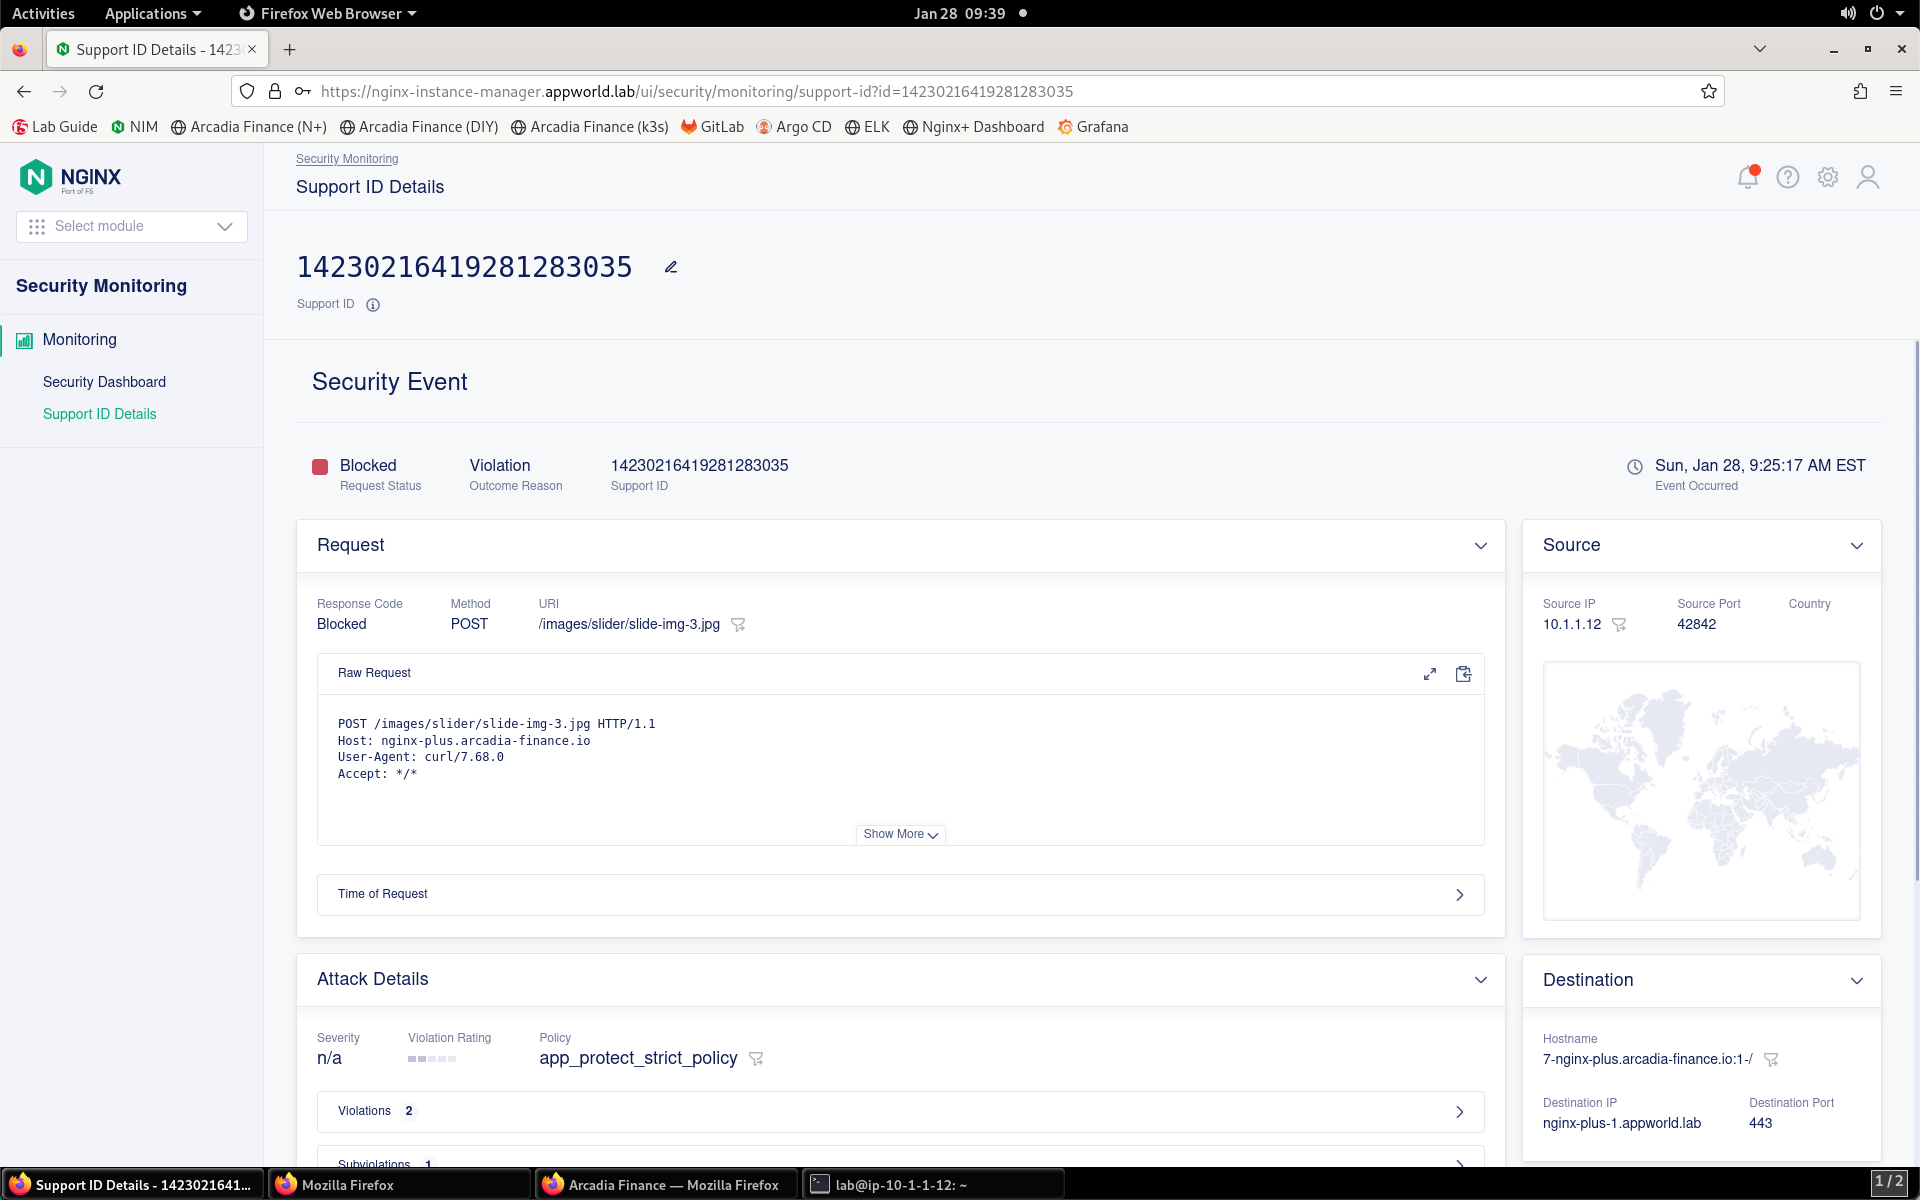 Activities Applications Firefox Web Browser Jan 28 09:39
Support ID Details - 1423
https://nginx-instance-manager.appworld.lab/ui/security/monitoring/support-id?id=14230216419281283035
Lab Guide NIM Arcadia Finance (N+) Arcadia Finance (DIY) Arcadia Finance (k3s) GitLab Argo CD ELK Nginx+ Dashboard Grafana
N NGINX
Part of F5
Select module
Security Monitoring
Monitoring
Security Dashboard
Support ID Details
Security Monitoring
Support ID Details
14230216419281283035
Support ID
Security Event
Blocked Violation 14230216419281283035 Sun, Jan 28, 9:25:17 AM EST
Request Status Outcome Reason Support ID Event Occurred
Request
Response Code Method URI
Blocked POST /images/slider/slide-img-3.jpg
Raw Request
POST /images/slider/slide-img-3.jpg HTTP/1.1
Host: nginx-plus.arcadia-finance.io
User-Agent: curl/7.68.0
Accept: */*
Show More
Time of Request
Source
Source IP Source Port Country
10.1.1.12 42842
Attack Details
Severity Violation Rating Policy
n/a app_protect_strict_policy
Violations 2
Subviolations 1
Destination
Hostname
7-nginx-plus.arcadia-finance.io:1-/
Destination IP Destination Port
nginx-plus-1.appworld.lab 443
Support ID Details - 1423021641... Mozilla Firefox Arcadia Finance — Mozilla Firefox lab@ip-10-1-1-12: ~ 1 / 2